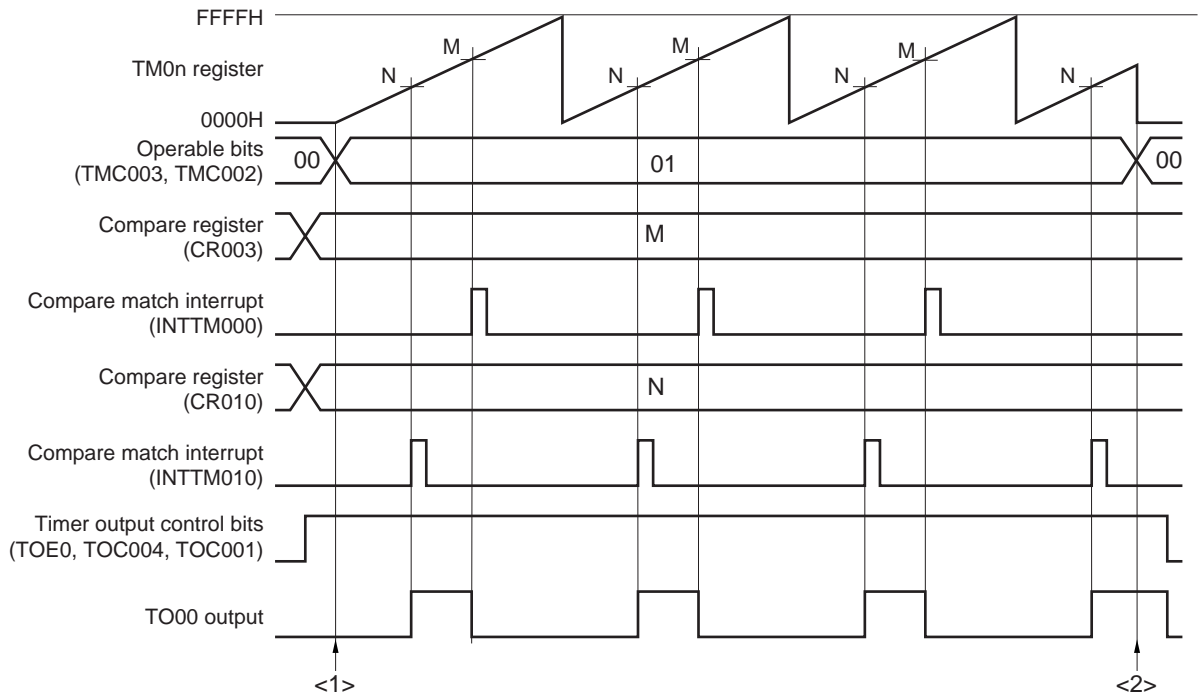 FFFFH
TM0n register
N M N M N M N
0000H
Operable bits
(TMC003, TMC002)
00 01 00
Compare register
(CR003)
M
Compare match interrupt
(INTTM000)
Compare register
(CR010)
N
Compare match interrupt
(INTTM010)
Timer output control bits
(TOE0, TOC004, TOC001)
TO00 output
<1> <2>